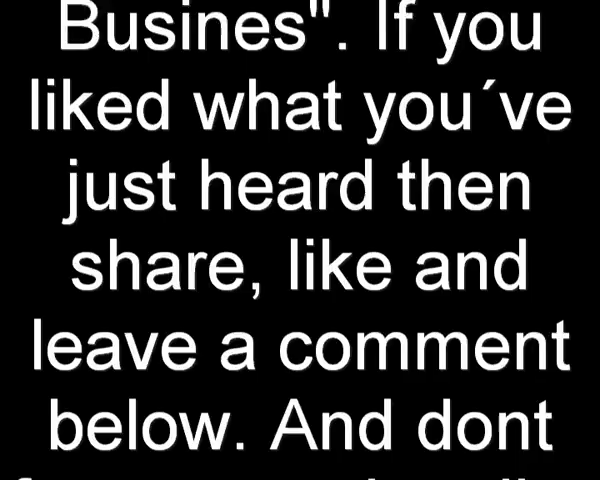 Busines". If you
liked what you´ve
just heard then
share, like and
leave a comment
below. And dont